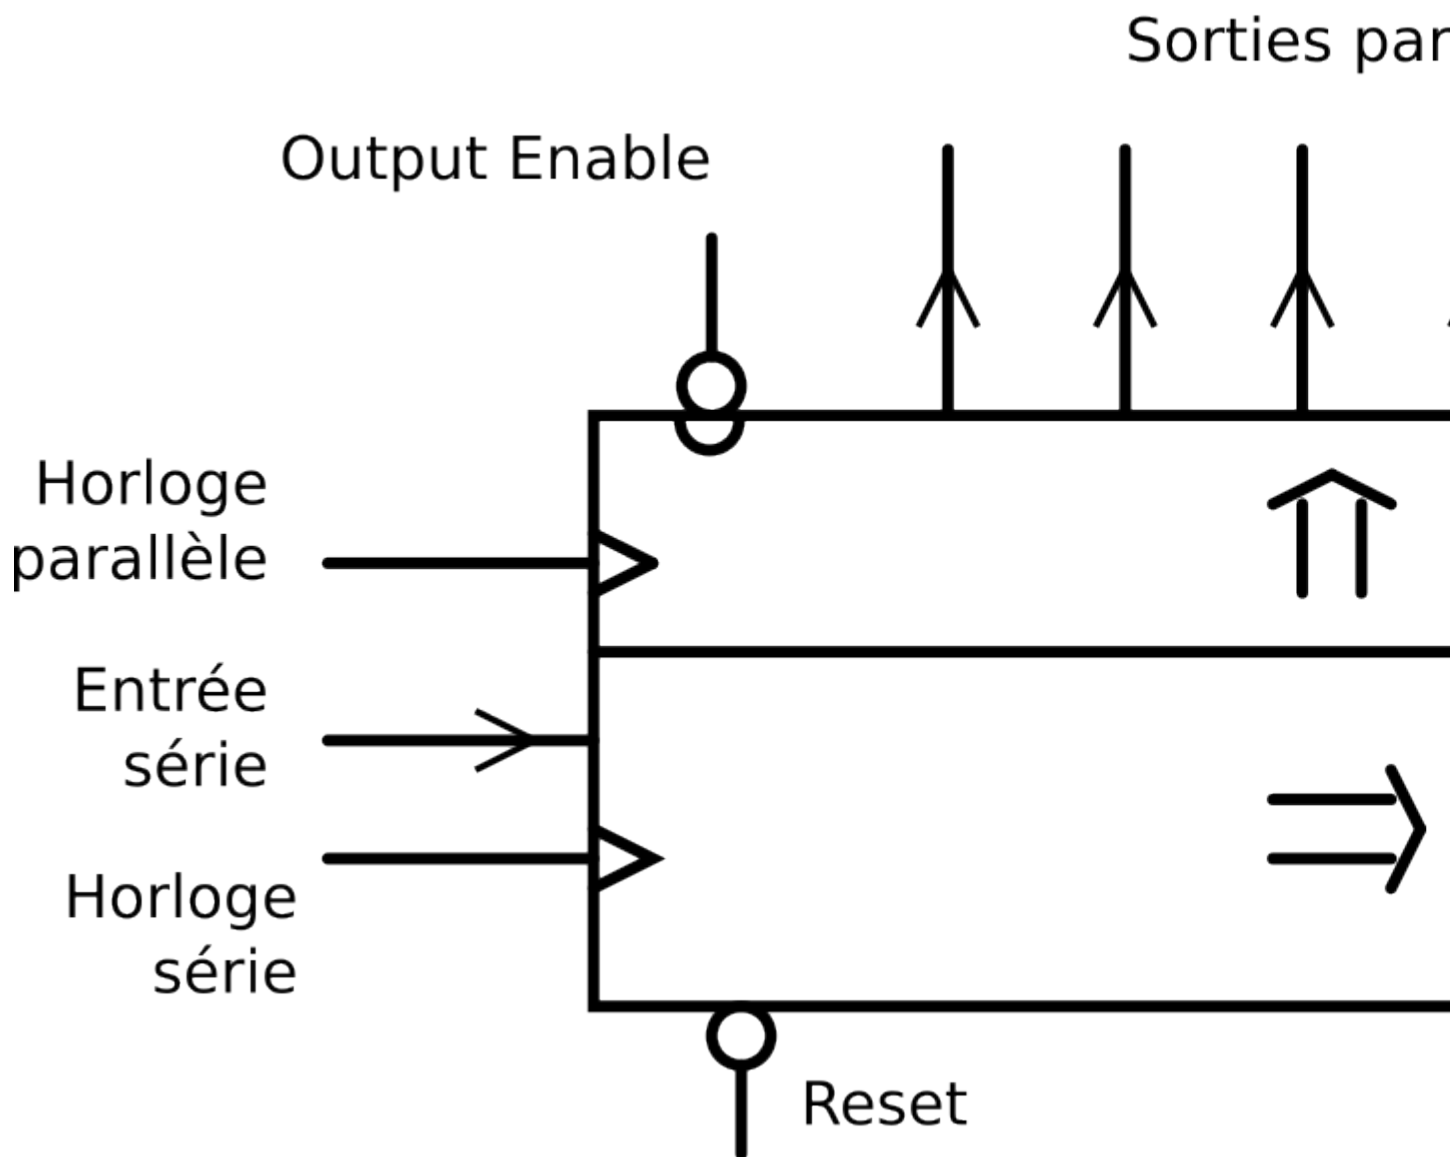 Sorties par
Output Enable
Horloge
parallèle
Entrée
série
Horloge
série
Reset